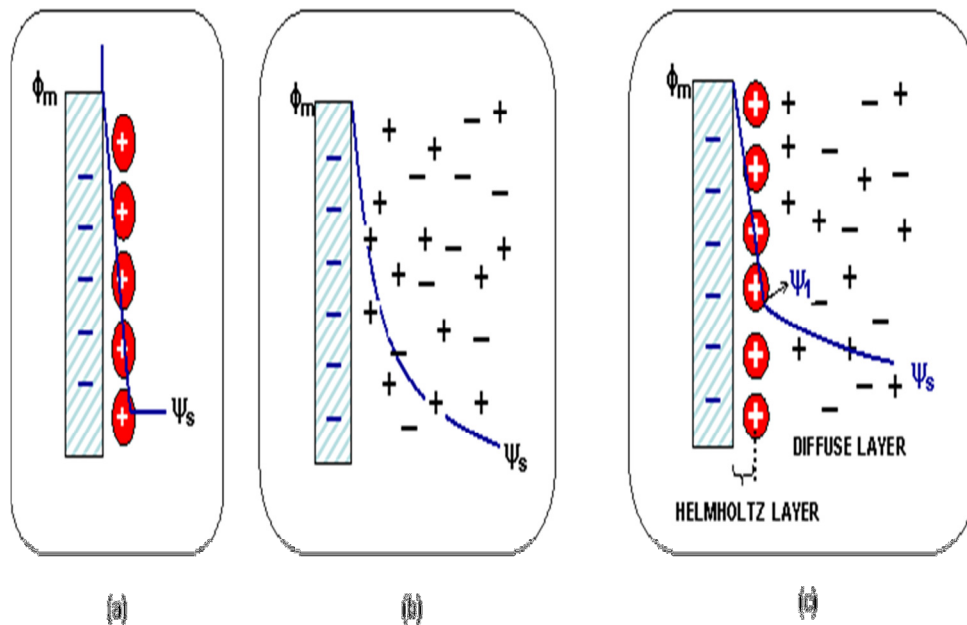 ϕm
Ψs
(a)
ϕm
Ψs
(b)
ϕm
Ψ1
Ψs
DIFFUSE LAYER
HELMHOLTZ LAYER
(c)